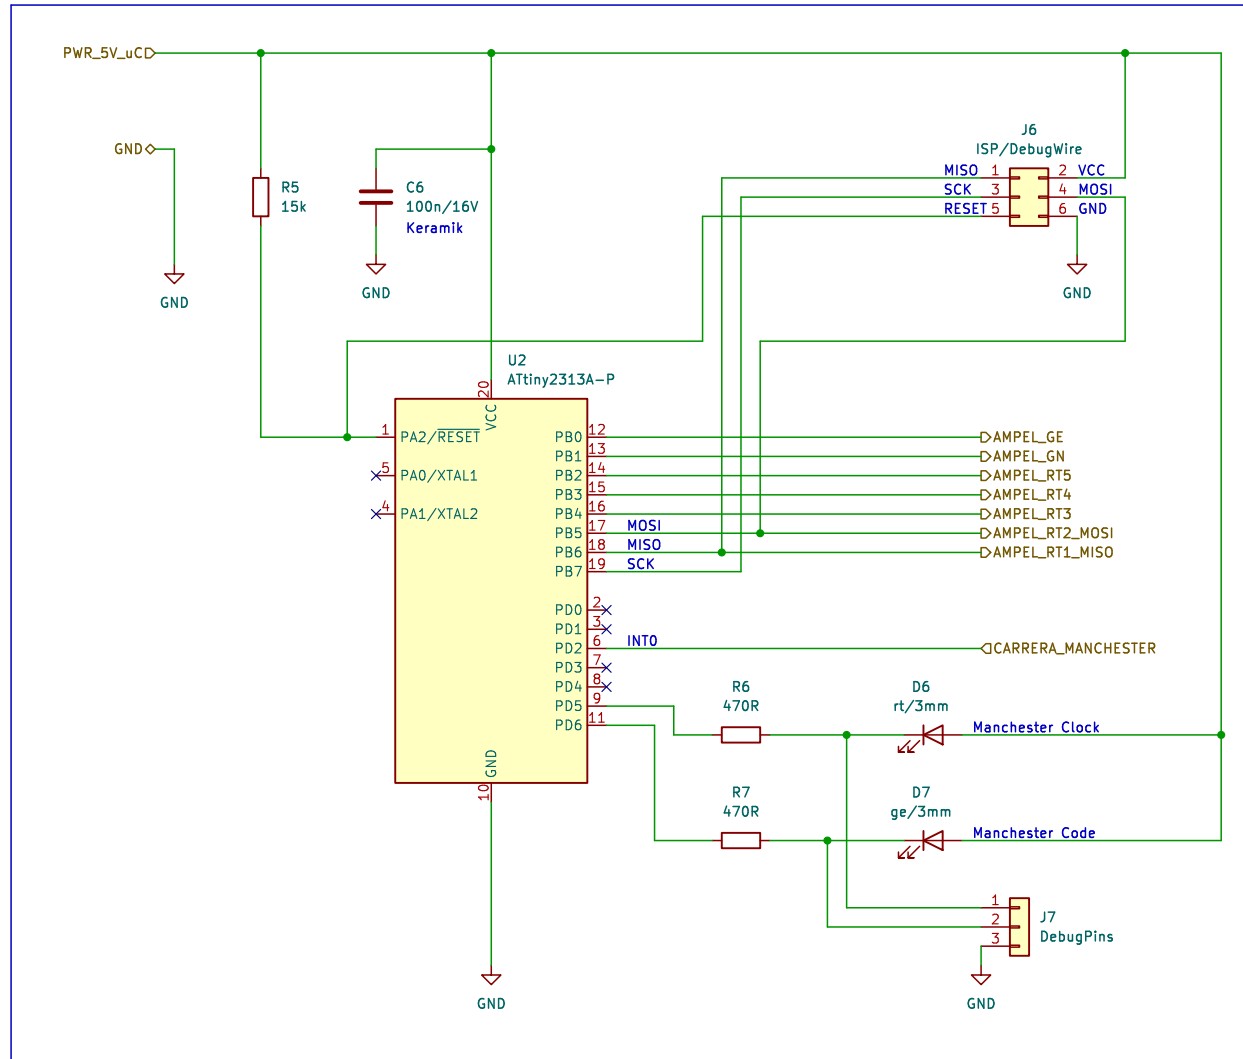 PWR_5V_uC
GND
GND
R5
15k
C6
100n/16V
Keramik
GND
J6
ISP/DebugWire
MISO 1 2 VCC
SCK 3 4 MOSI
RESET 5 6 GND
GND
U2
ATtiny2313A-P
20
VCC
1 PA2/RESET
5 PA0/XTAL1
4 PA1/XTAL2
PB0 12 AMPEL_GE
PB1 13 AMPEL_GN
PB2 14 AMPEL_RT5
PB3 15 AMPEL_RT4
PB4 16 AMPEL_RT3
PB5 17 MOSI AMPEL_RT2_MOSI
PB6 18 MISO AMPEL_RT1_MISO
PB7 19 SCK
PD0 2
PD1 3
PD2 6 INT0 CARRERA_MANCHESTER
PD3 7
PD4 8
PD5 9
PD6 11
GND
10
GND
R6
470R
D6
rt/3mm
Manchester Clock
R7
470R
D7
ge/3mm
Manchester Code
1
2
3
J7
DebugPins
GND